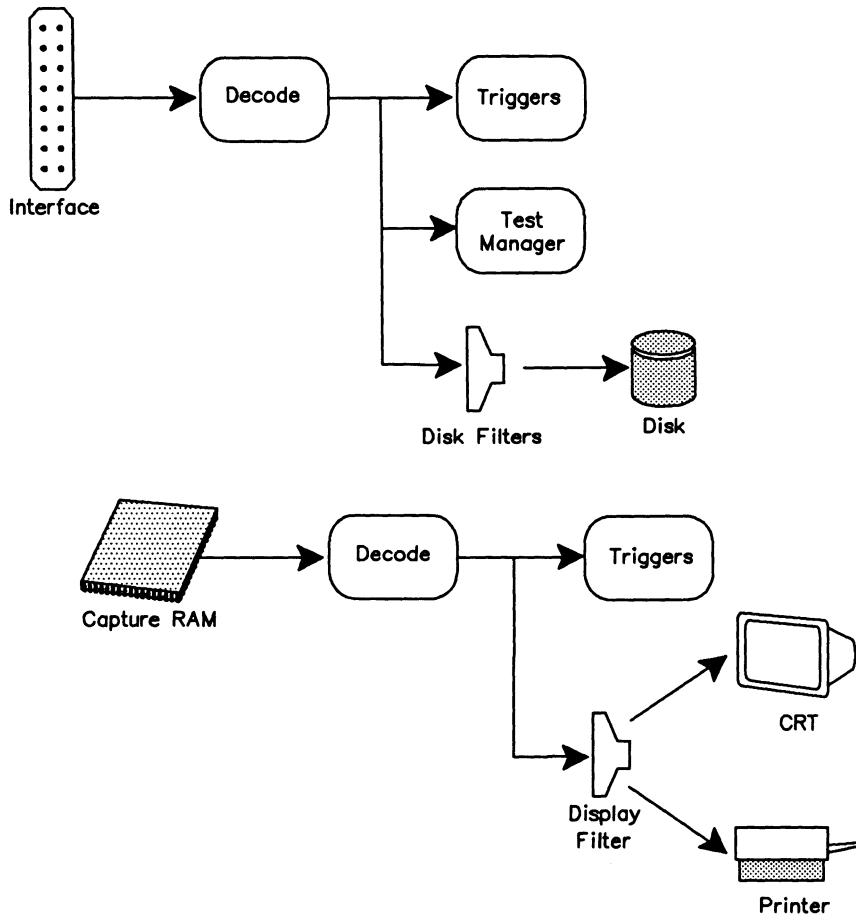 Decode
Triggers
Interface
Test
Manager
Disk Filters
Disk
Decode
Triggers
Capture RAM
CRT
Display
Filter
Printer